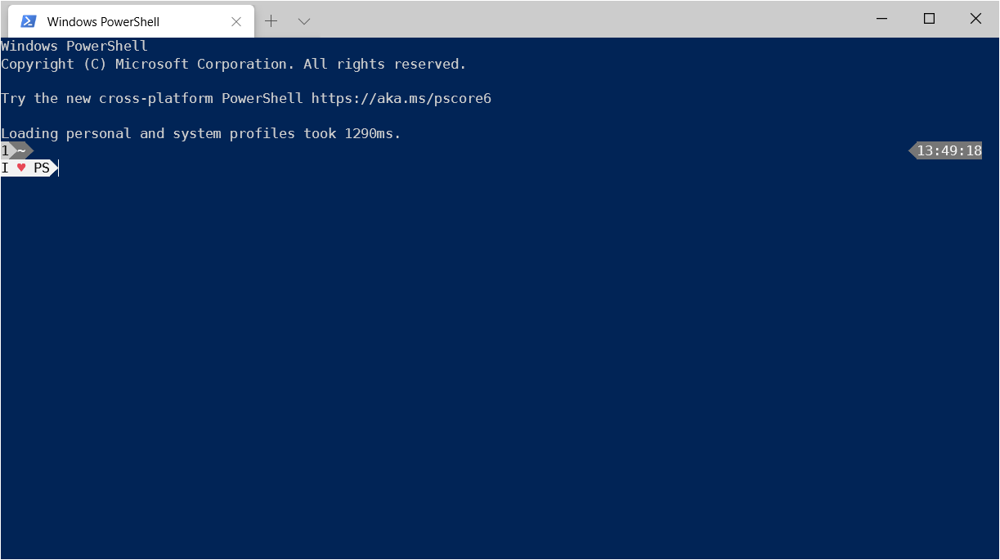 Windows PowerShell
Windows PowerShell
Copyright (C) Microsoft Corporation. All rights reserved.
Try the new cross-platform PowerShell https://aka.ms/pscore6
Loading personal and system profiles took 1290ms.
1 ~ 13:49:18
I ♥ PS